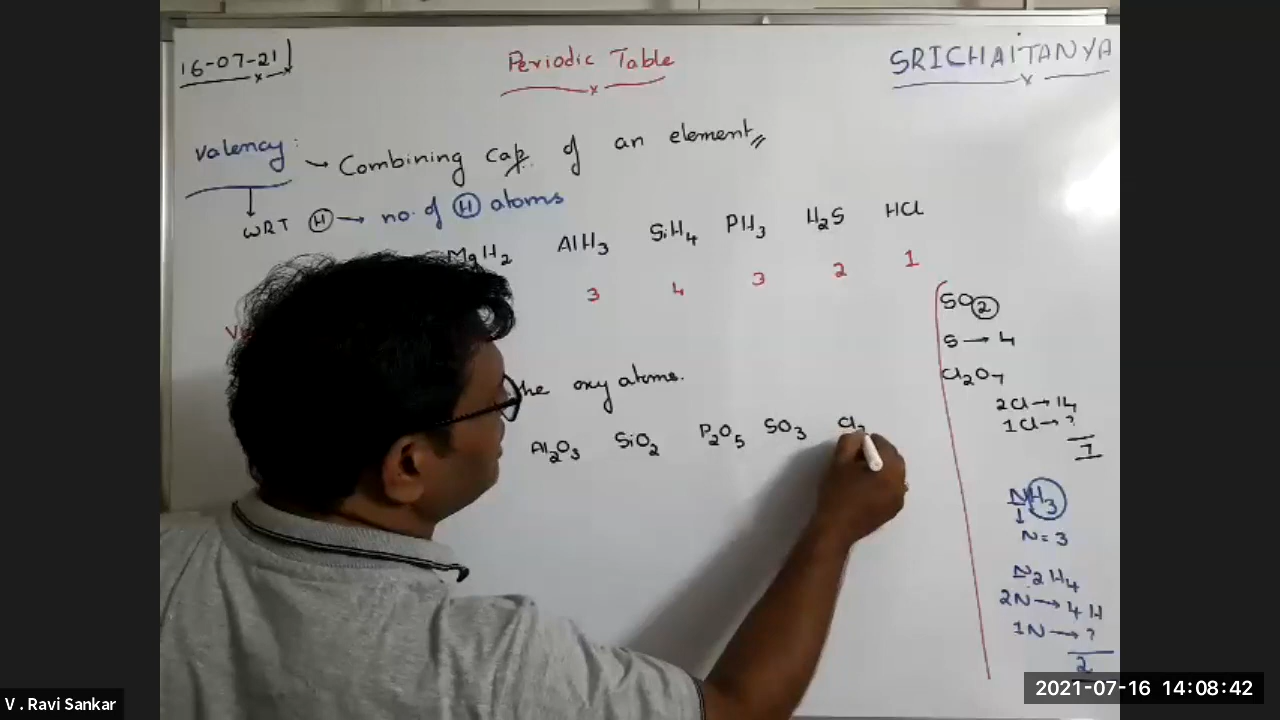 16-07-21
Periodic Table
SRICHAITANYA
Valency:
→ Combining cap. of an element
WRT H → no. of H atoms
MgH2 AlH3 SiH4 PH3 H2S HCl
3 4 3 2 1
the oxy atoms.
Al2O3 SiO2 P2O5 SO3 Cl2
SO2
S → 4
Cl2O7
2Cl → 14
1Cl → ?
7
NH3
↓
N = 3
N2H4
2N → 4H
1N → ?
2
V . Ravi Sankar
2021-07-16 14:08:42